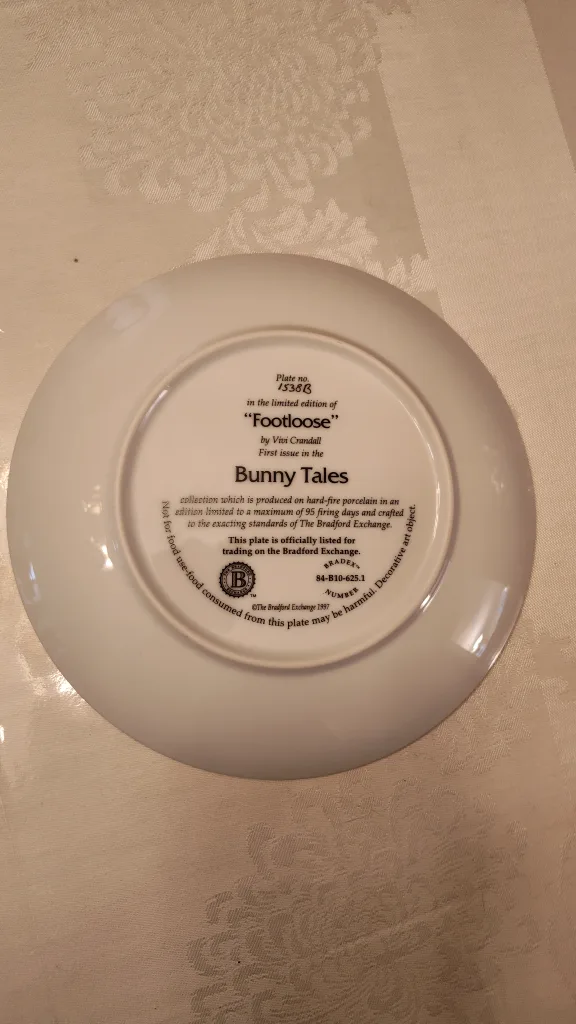 Plate no.
1538B
in the limited edition of
“Footloose”
by Vivi Crandall
First issue in the
Bunny Tales
collection which is produced on hard-fire porcelain in an
edition limited to a maximum of 95 firing days and crafted
to the exacting standards of The Bradford Exchange.
This plate is officially listed for
trading on the Bradford Exchange.
B
™
BRADEX™
84-B10-625.1
NUMBER
©The Bradford Exchange 1997
Not for food use-food consumed from this plate may be harmful. Decorative art object.